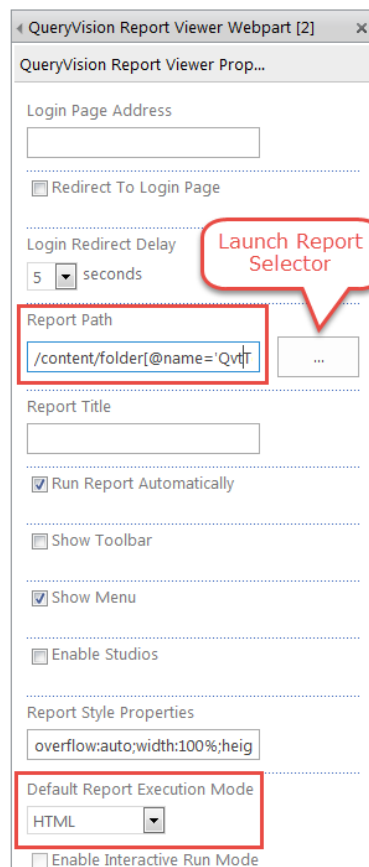 QueryVision Report Viewer Webpart [2] ×
QueryVision Report Viewer Prop...
Login Page Address
Redirect To Login Page
Login Redirect Delay
5 seconds
Launch Report
Selector
Report Path
/content/folder[@name='QvtT ...
Report Title
Run Report Automatically
Show Toolbar
Show Menu
Enable Studios
Report Style Properties
overflow:auto;width:100%;heig
Default Report Execution Mode
HTML
Enable Interactive Run Mode